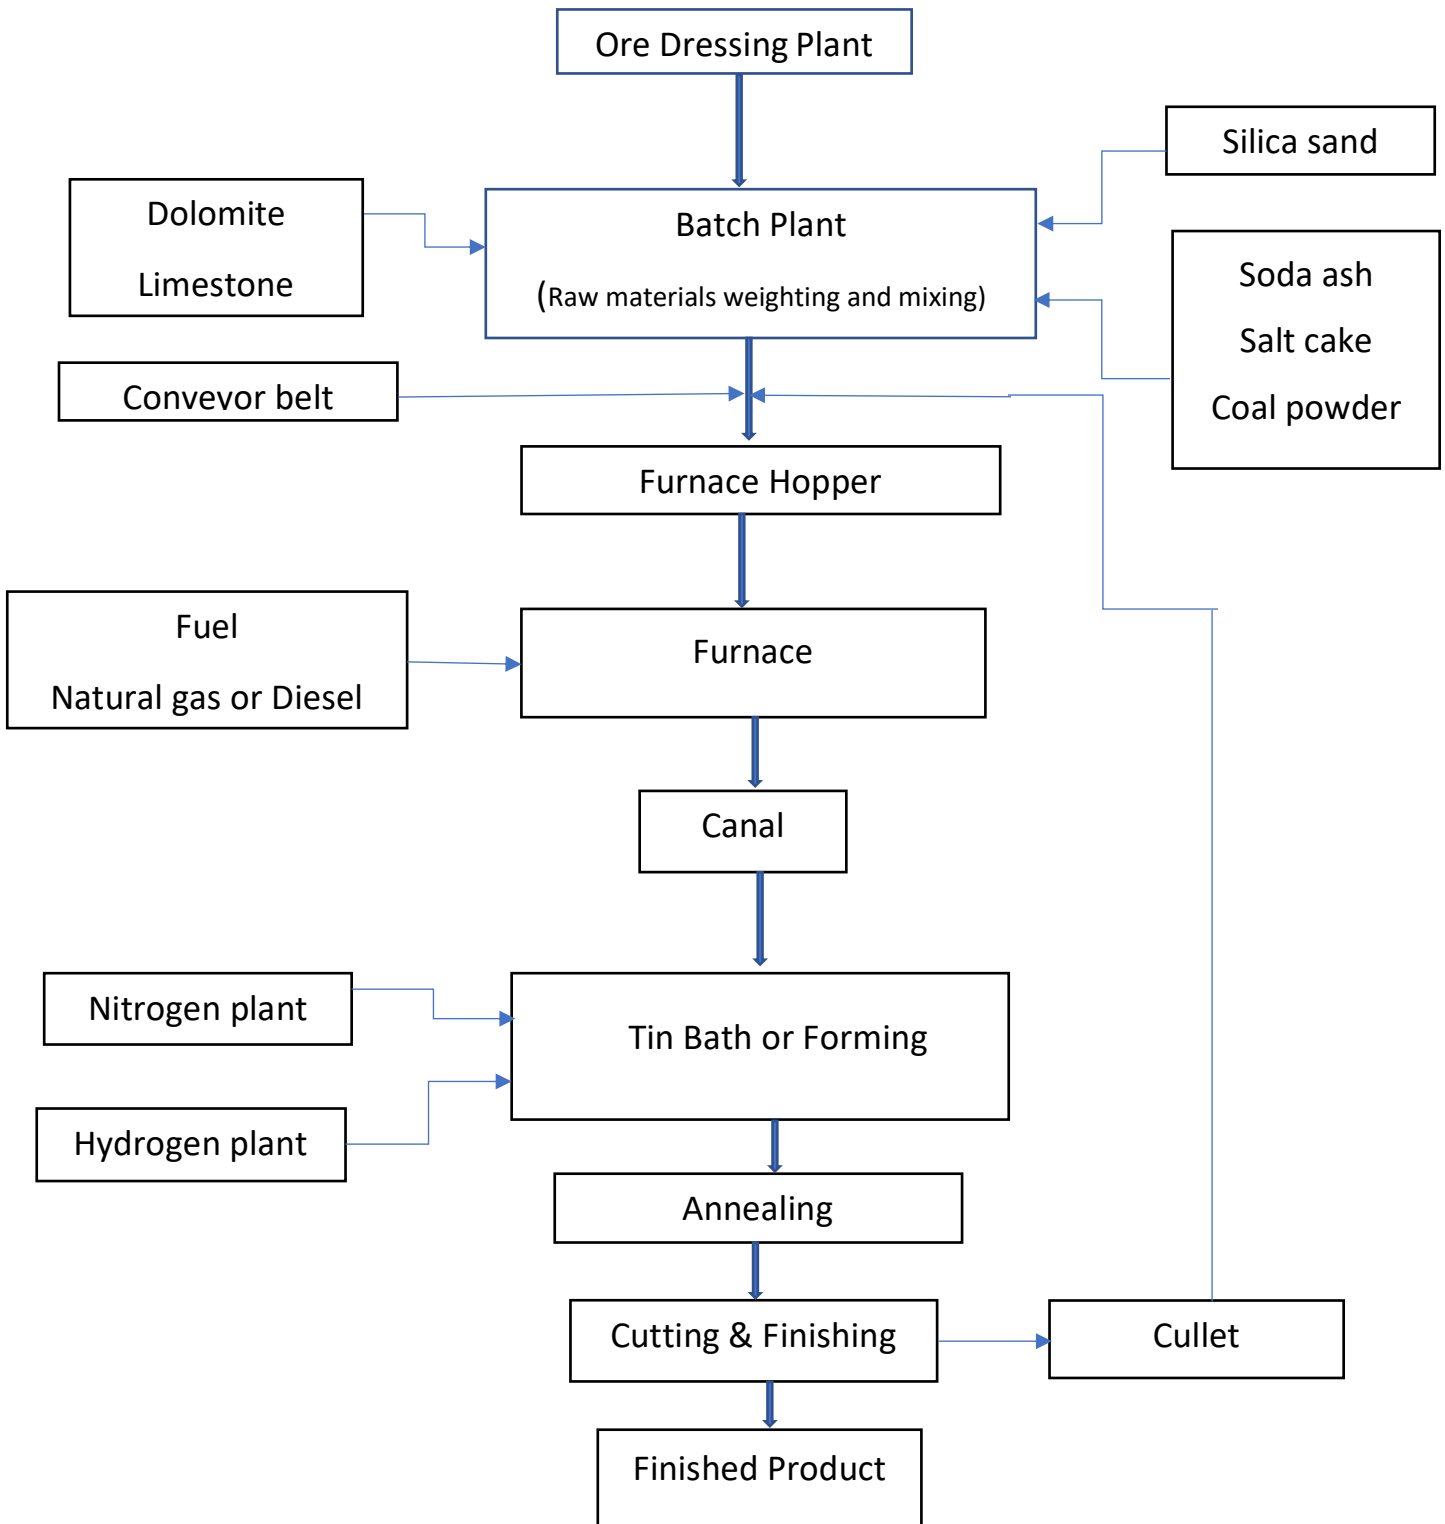 Ore Dressing Plant
Silica sand
Dolomite
Limestone
Batch Plant
(Raw materials weighting and mixing)
Soda ash
Salt cake
Coal powder
Conveyor belt
Furnace Hopper
Fuel
Natural gas or Diesel
Furnace
Canal
Nitrogen plant
Tin Bath or Forming
Hydrogen plant
Annealing
Cutting & Finishing
Cullet
Finished Product